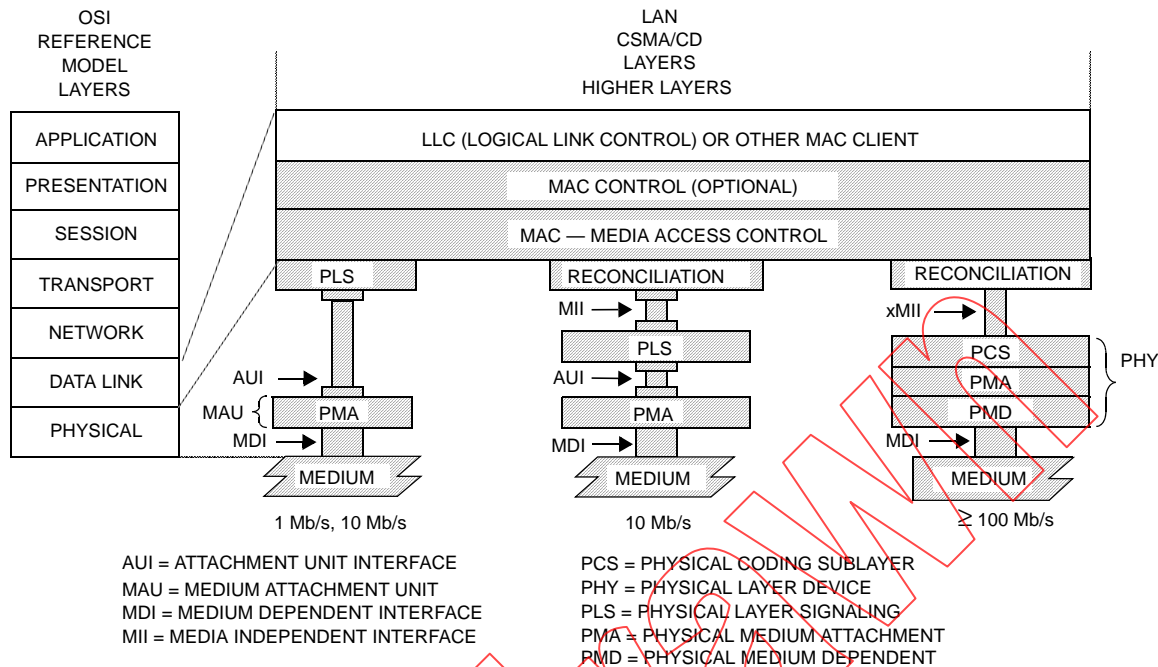 OSI
REFERENCE
MODEL
LAYERS
LAN
CSMA/CD
LAYERS
HIGHER LAYERS
APPLICATION
PRESENTATION
SESSION
TRANSPORT
NETWORK
DATA LINK
PHYSICAL
LLC (LOGICAL LINK CONTROL) OR OTHER MAC CLIENT
MAC CONTROL (OPTIONAL)
MAC — MEDIA ACCESS CONTROL
PLS
AUI
MAU
PMA
MDI
MEDIUM
1 Mb/s, 10 Mb/s
RECONCILIATION
MII
PLS
AUI
PMA
MDI
MEDIUM
10 Mb/s
RECONCILIATION
xMII
PCS
PMA
PMD
PHY
MDI
MEDIUM
≥ 100 Mb/s
AUI = ATTACHMENT UNIT INTERFACE
MAU = MEDIUM ATTACHMENT UNIT
MDI = MEDIUM DEPENDENT INTERFACE
MII = MEDIA INDEPENDENT INTERFACE
PCS = PHYSICAL CODING SUBLAYER
PHY = PHYSICAL LAYER DEVICE
PLS = PHYSICAL LAYER SIGNALING
PMA = PHYSICAL MEDIUM ATTACHMENT
PMD = PHYSICAL MEDIUM DEPENDENT